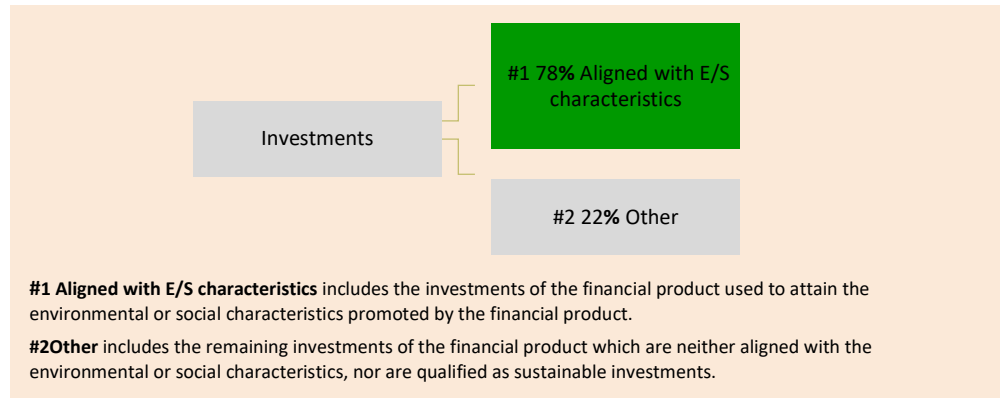 #1 78% Aligned with E/S
characteristics
Investments
#2 22% Other
#1 Aligned with E/S characteristics includes the investments of the financial product used to attain the
environmental or social characteristics promoted by the financial product.
#2Other includes the remaining investments of the financial product which are neither aligned with the
environmental or social characteristics, nor are qualified as sustainable investments.